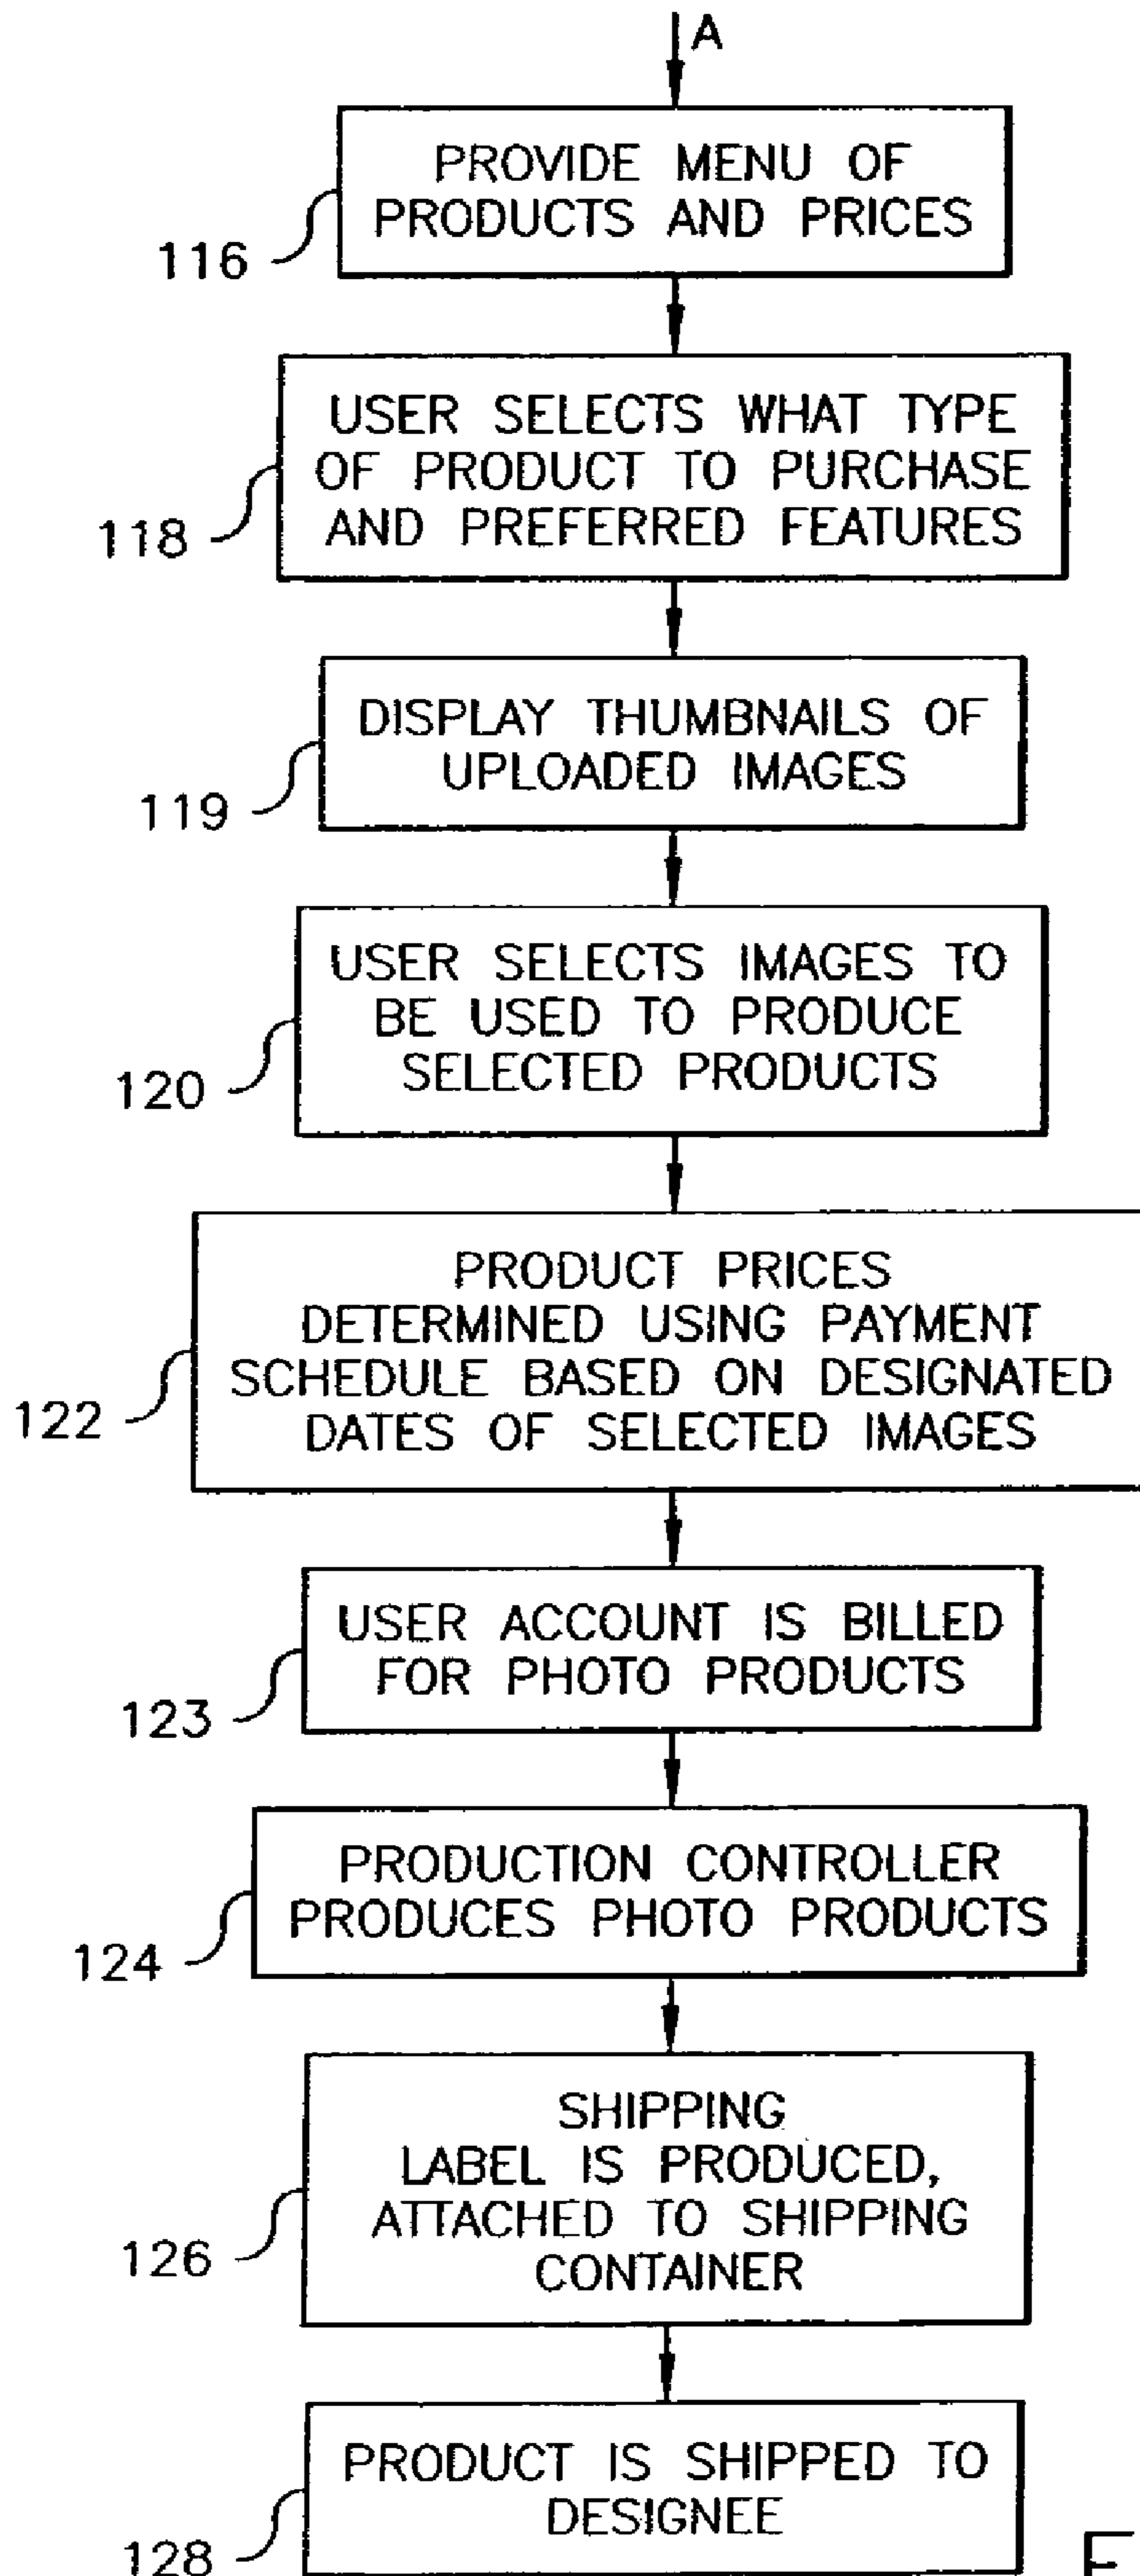 A
PROVIDE MENU OF
PRODUCTS AND PRICES
116
USER SELECTS WHAT TYPE
OF PRODUCT TO PURCHASE
AND PREFERRED FEATURES
118
DISPLAY THUMBNAILS OF
UPLOADED IMAGES
119
USER SELECTS IMAGES TO
BE USED TO PRODUCE
SELECTED PRODUCTS
120
PRODUCT PRICES
DETERMINED USING PAYMENT
SCHEDULE BASED ON DESIGNATED
DATES OF SELECTED IMAGES
122
USER ACCOUNT IS BILLED
FOR PHOTO PRODUCTS
123
PRODUCTION CONTROLLER
PRODUCES PHOTO PRODUCTS
124
SHIPPING
LABEL IS PRODUCED,
ATTACHED TO SHIPPING
CONTAINER
126
PRODUCT IS SHIPPED TO
DESIGNEE
128